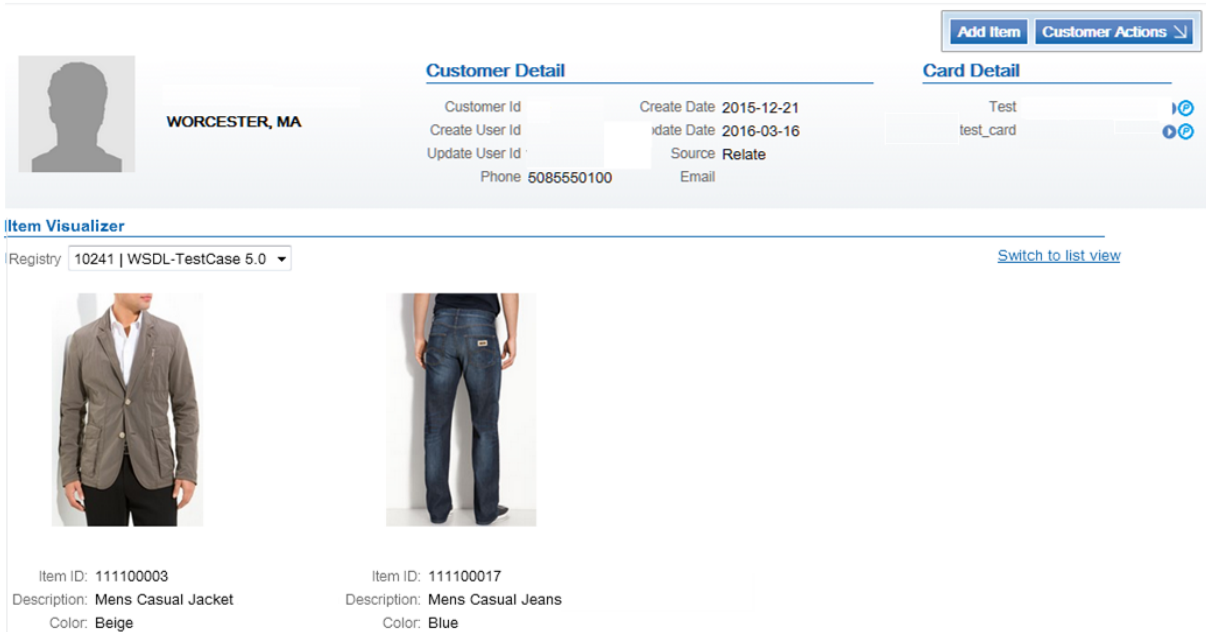 Add Item Customer Actions
Customer Detail Card Detail
Customer Id Create Date 2015-12-21 Test
WORCESTER, MA
Create User Id pdate Date 2016-03-16 test_card
Update User Id Source Relate
Phone 5085550100 Email
Item Visualizer
Registry 10241 | WSDL-TestCase 5.0 Switch to list view
Item ID: 111100003 Item ID: 111100017
Description: Mens Casual Jacket Description: Mens Casual Jeans
Color: Beige Color: Blue